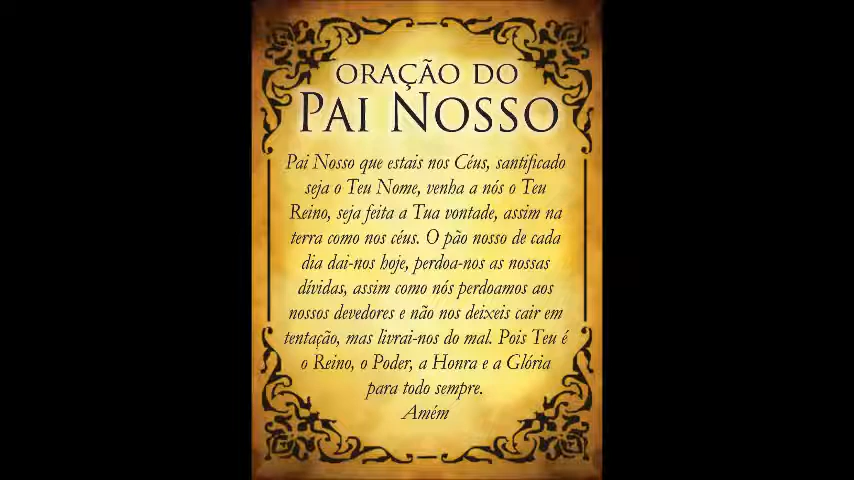 ORAÇÃO DO
PAI NOSSO
Pai Nosso que estais nos Céus, santificado
seja o Teu Nome, venha a nós o Teu
Reino, seja feita a Tua vontade, assim na
terra como nos céus. O pão nosso de cada
dia dai-nos hoje, perdoa-nos as nossas
dívidas, assim como nós perdoamos aos
nossos devedores e não nos deixeis cair em
tentação, mas livrai-nos do mal. Pois Teu é
o Reino, o Poder, a Honra e a Glória
para todo sempre.
Amém